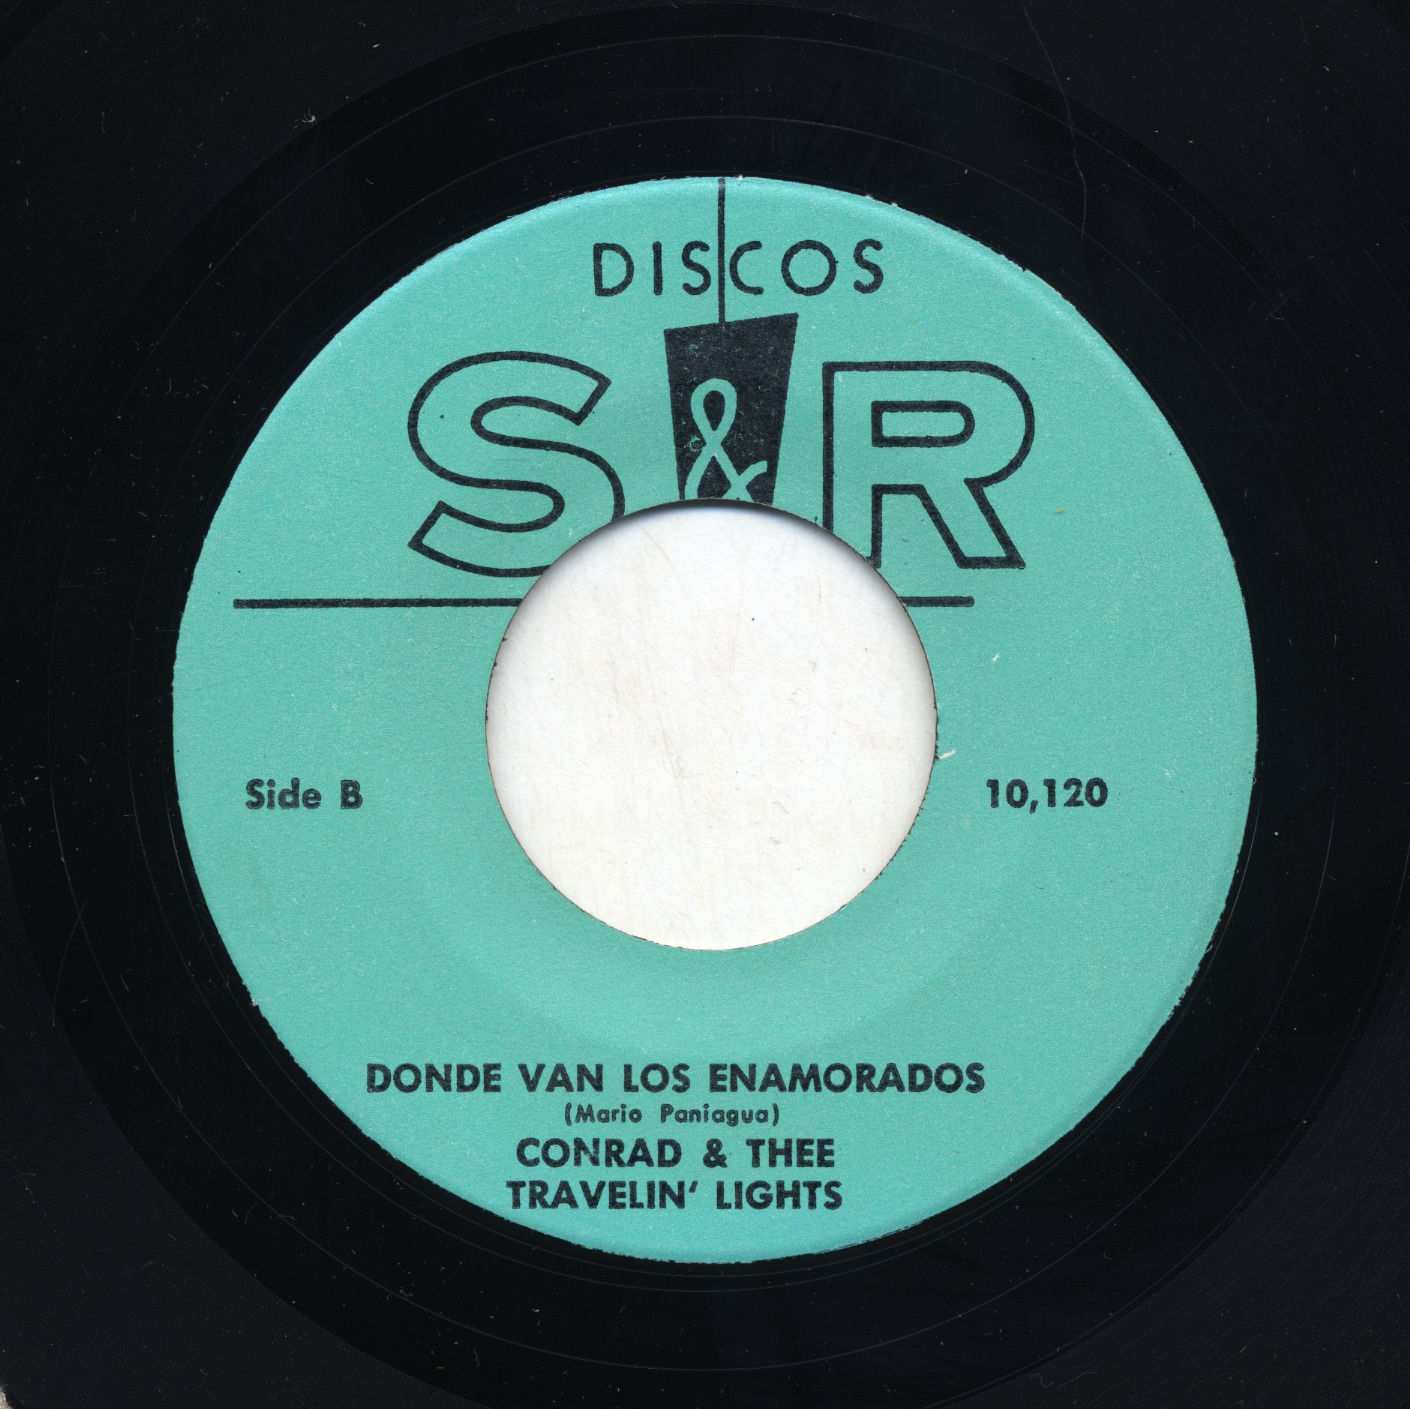 DISCOS
S & R
Side B
10,120
DONDE VAN LOS ENAMORADOS
(Mario Paniagua)
CONRAD & THEE
TRAVELIN' LIGHTS